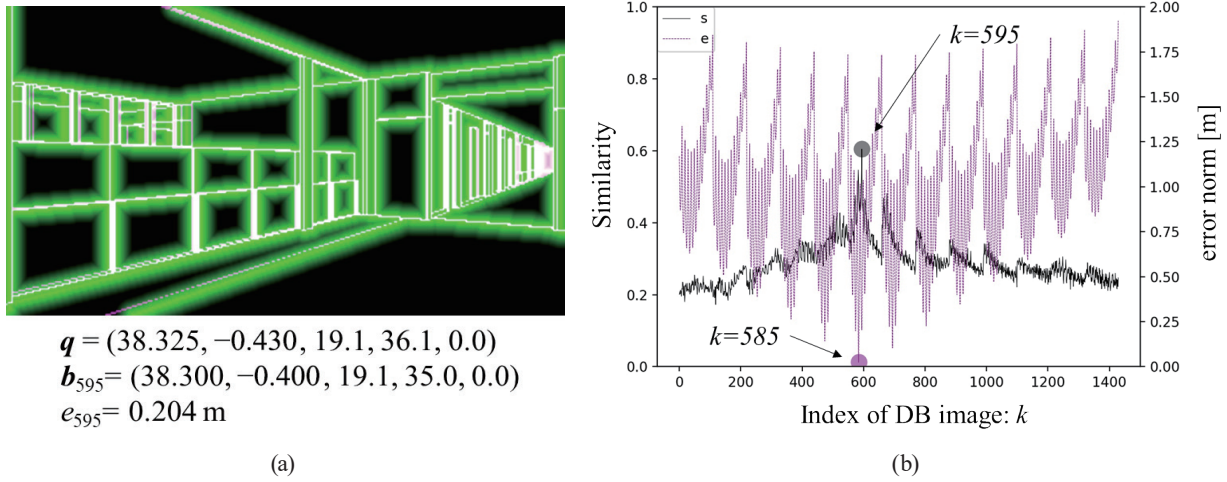 q = (38.325, −0.430, 19.1, 36.1, 0.0)
b₅₉₅= (38.300, −0.400, 19.1, 35.0, 0.0)
e₅₉₅= 0.204 m
(a)
s
e
k=595
k=585
1.0
0.8
0.6
0.4
0.2
0.0
Similarity
2.00
1.75
1.50
1.25
1.00
0.75
0.50
0.25
0.00
error norm [m]
0 200 400 600 800 1000 1200 1400
Index of DB image: k
(b)